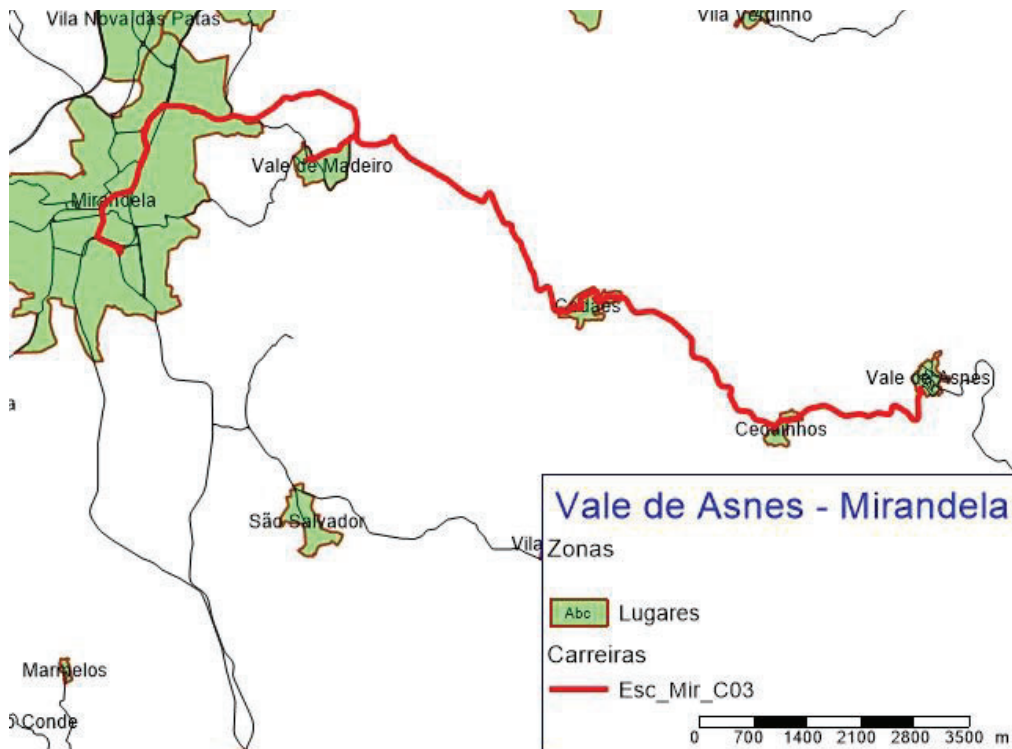 Vila Nova das Patas
Vila Verdinho
Vale de Madeiro
Mirandela
Cedães
Vale de Asnes
a
Cedainhos
São Salvador
Vila
Marmelos
o Conde
Vale de Asnes - Mirandela
Zonas
Abc Lugares
Carreiras
Esc_Mir_C03
0 700 1400 2100 2800 3500 m